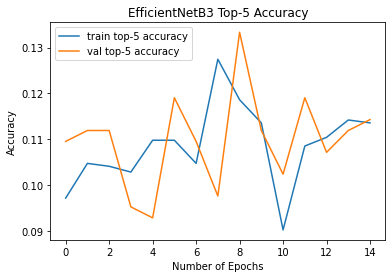 EfficientNetB3 Top-5 Accuracy
train top-5 accuracy
val top-5 accuracy
Accuracy
0.13
0.12
0.11
0.10
0.09
0 2 4 6 8 10 12 14
Number of Epochs